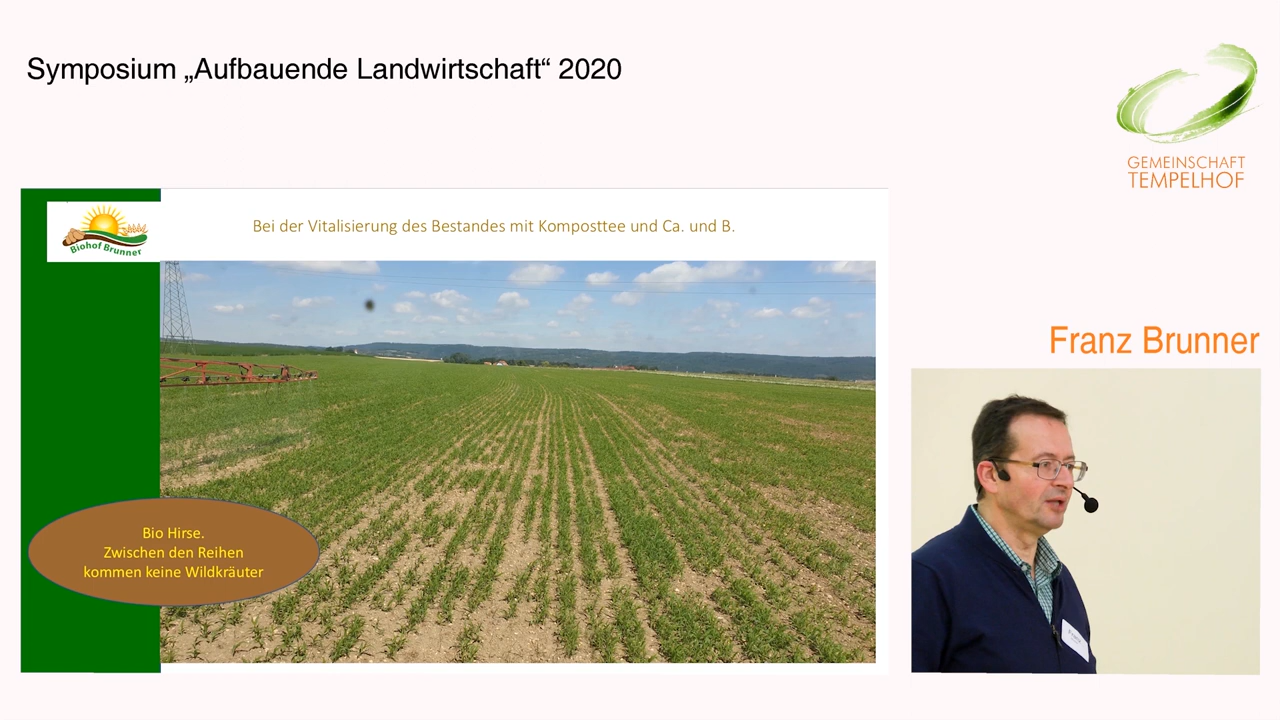 Symposium „Aufbauende Landwirtschaft“ 2020
GEMEINSCHAFT
TEMPELHOF
Biohof Brunner
Bei der Vitalisierung des Bestandes mit Komposttee und Ca. und B.
Franz Brunner
Bio Hirse.
Zwischen den Reihen
kommen keine Wildkräuter